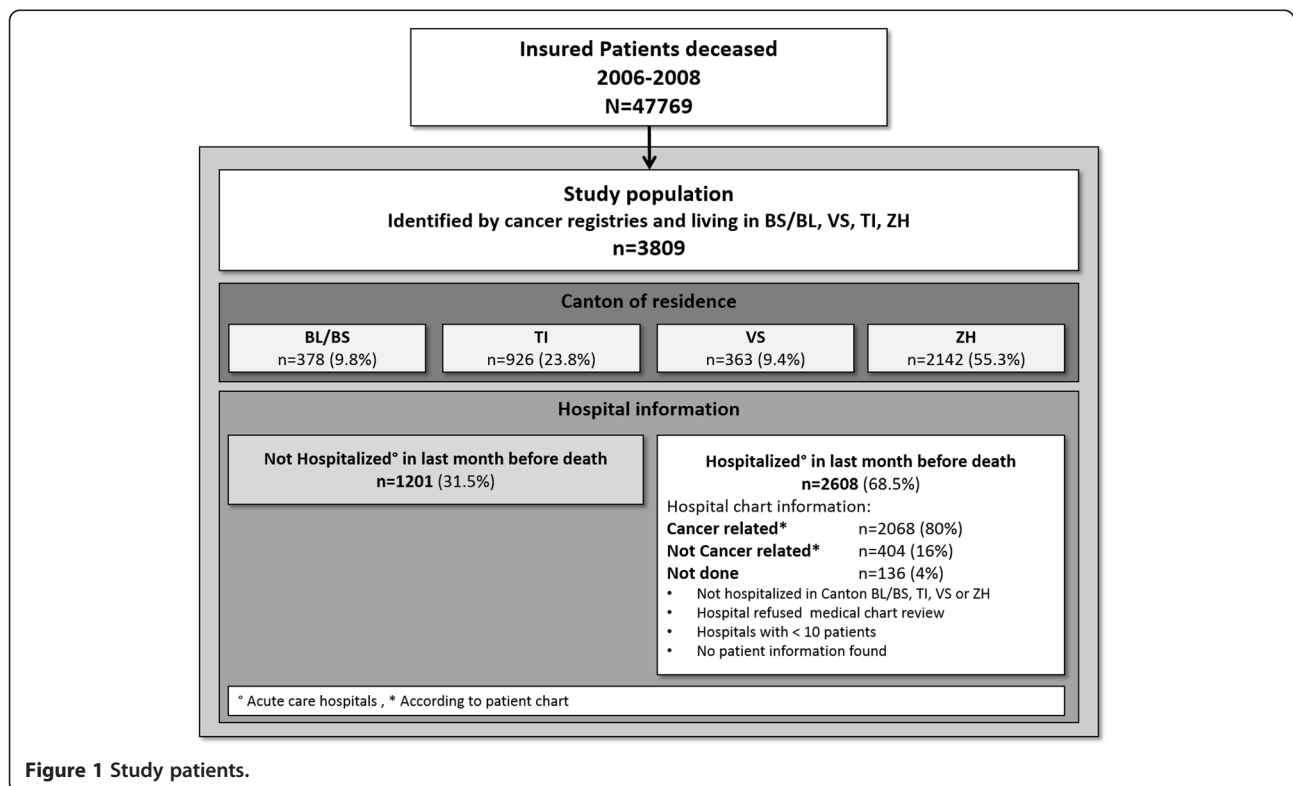 Insured Patients deceased
2006-2008
N=47769
Study population
Identified by cancer registries and living in BS/BL, VS, TI, ZH
n=3809
Canton of residence
BL/BS
n=378 (9.8%)
TI
n=926 (23.8%)
VS
n=363 (9.4%)
ZH
n=2142 (55.3%)
Hospital information
Not Hospitalized° in last month before death
n=1201 (31.5%)
Hospitalized° in last month before death
n=2608 (68.5%)
Hospital chart information:
Cancer related* n=2068 (80%)
Not Cancer related* n=404 (16%)
Not done n=136 (4%)
• Not hospitalized in Canton BL/BS, TI, VS or ZH
• Hospital refused medical chart review
• Hospitals with < 10 patients
• No patient information found
° Acute care hospitals , * According to patient chart
Figure 1 Study patients.